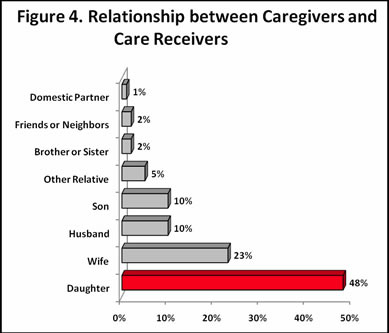 Figure 4. Relationship between Caregivers and
Care Receivers
Domestic Partner 1%
Friends or Neighbors 2%
Brother or Sister 2%
Other Relative 5%
Son 10%
Husband 10%
Wife 23%
Daughter 48%
0% 10% 20% 30% 40% 50%